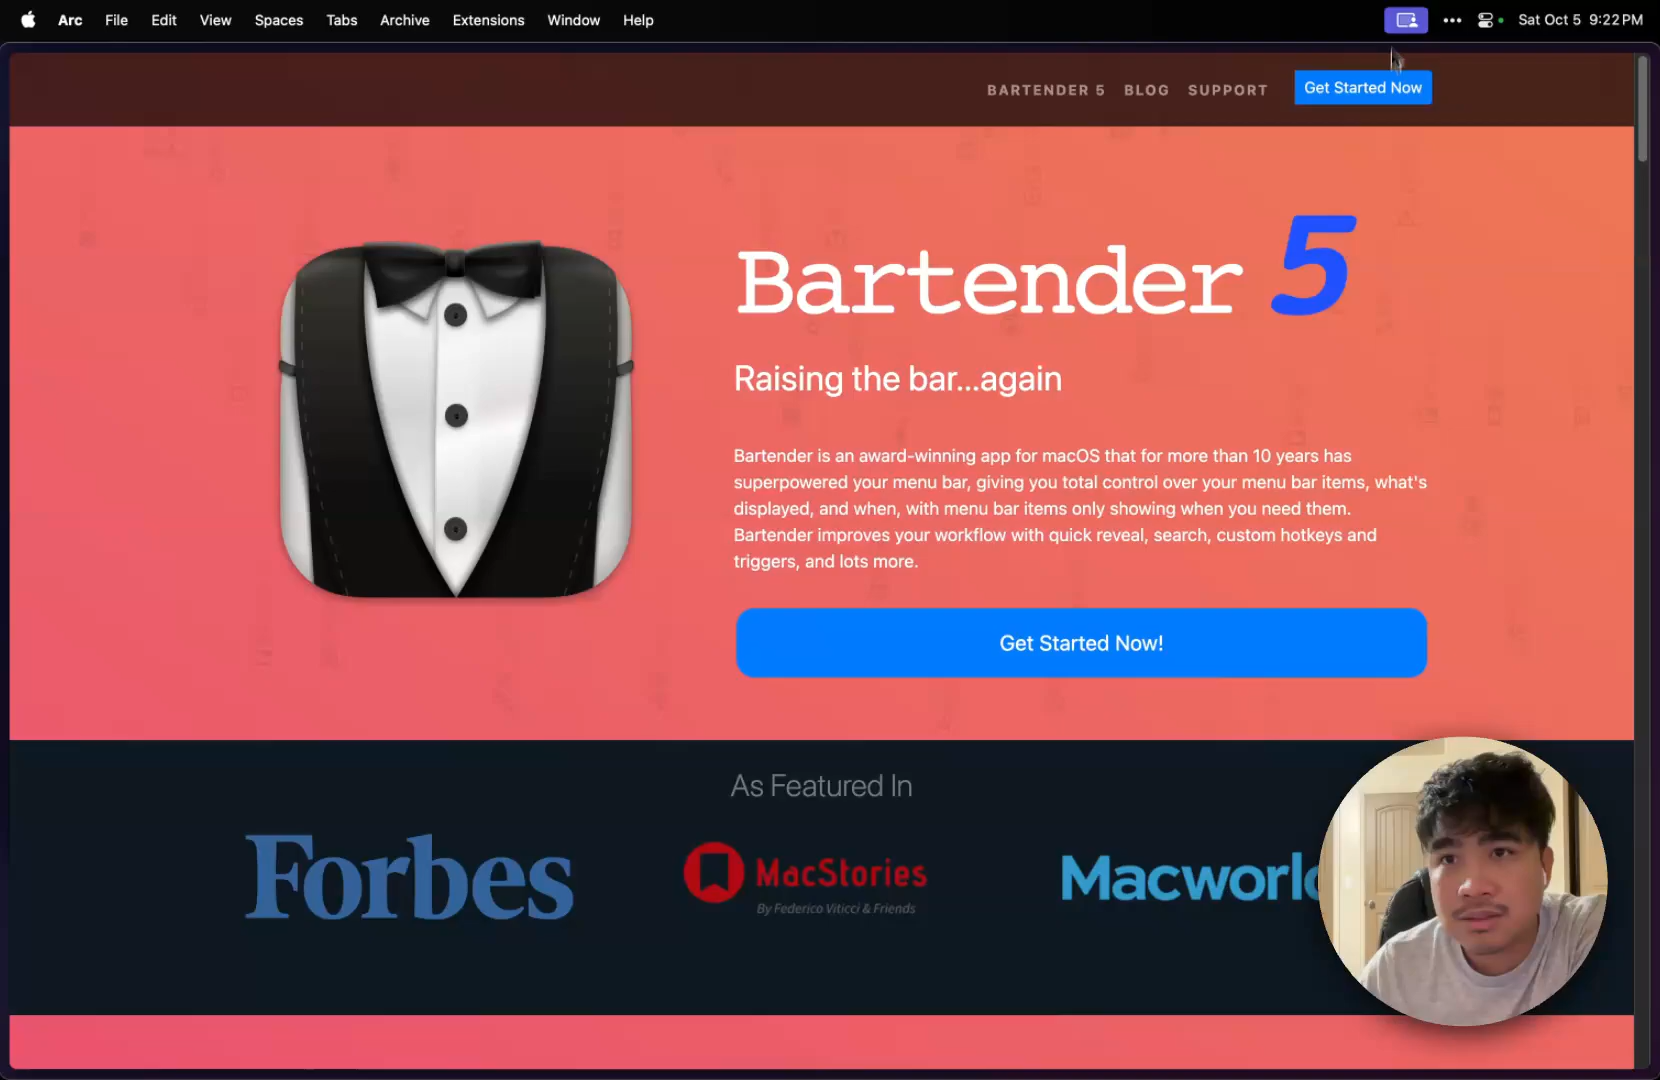 Arc File Edit View Spaces Tabs Archive Extensions Window Help Sat Oct 5 9:22 PM
BARTENDER 5 BLOG SUPPORT Get Started Now
Bartender 5
Raising the bar...again
Bartender is an award-winning app for macOS that for more than 10 years has
superpowered your menu bar, giving you total control over your menu bar items, what's
displayed, and when, with menu bar items only showing when you need them.
Bartender improves your workflow with quick reveal, search, custom hotkeys and
triggers, and lots more.
Get Started Now!
As Featured In
Forbes
MacStories
By Federico Viticci & Friends
Macworl